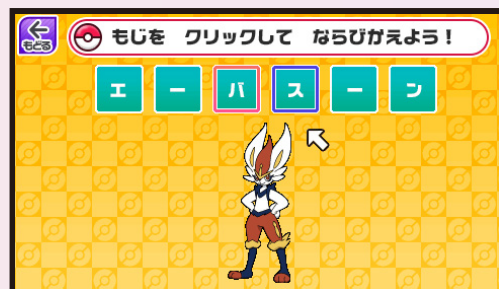 もどる
もじを クリックして ならびかえよう！
エーバスーン